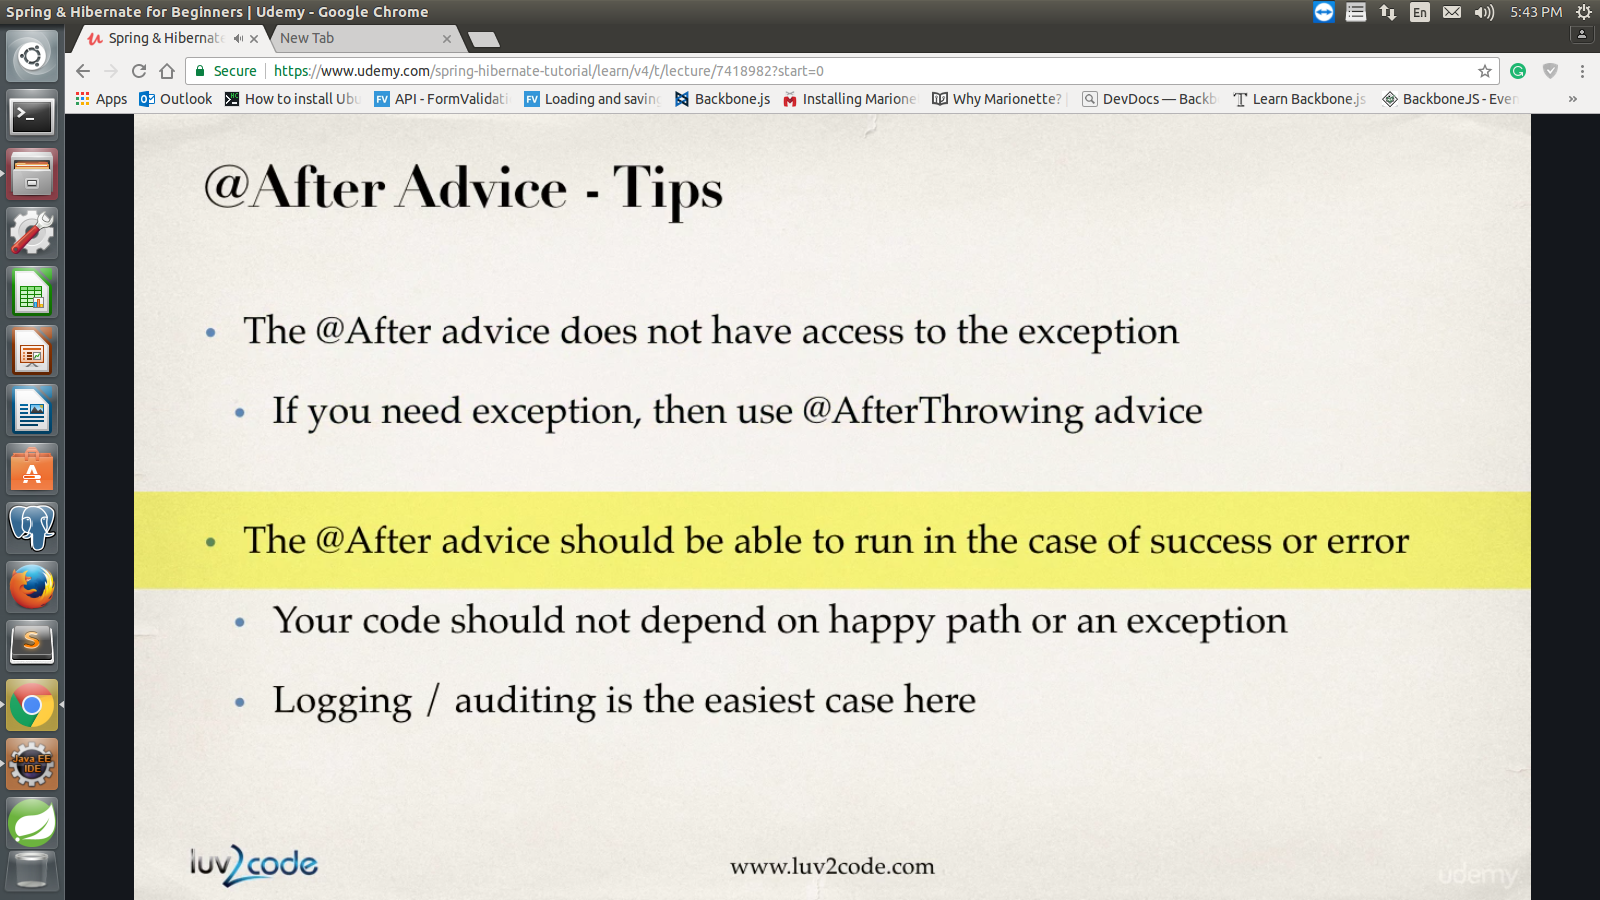 Spring & Hibernate for Beginners | Udemy - Google Chrome
En
5:43 PM
Spring & Hibernate
New Tab
Secure
https://www.udemy.com/spring-hibernate-tutorial/learn/v4/t/lecture/7418982?start=0
Apps
Outlook
How to install Ubu
FV API - FormValidati
FV Loading and saving
Backbone.js
Installing Marione
Why Marionette?
DevDocs — Backb
Learn Backbone.js
BackboneJS - Even
»
@After Advice - Tips
• The @After advice does not have access to the exception
• If you need exception, then use @AfterThrowing advice
• The @After advice should be able to run in the case of success or error
• Your code should not depend on happy path or an exception
• Logging / auditing is the easiest case here
Java EE
IDE
luv2code
www.luv2code.com
udemy